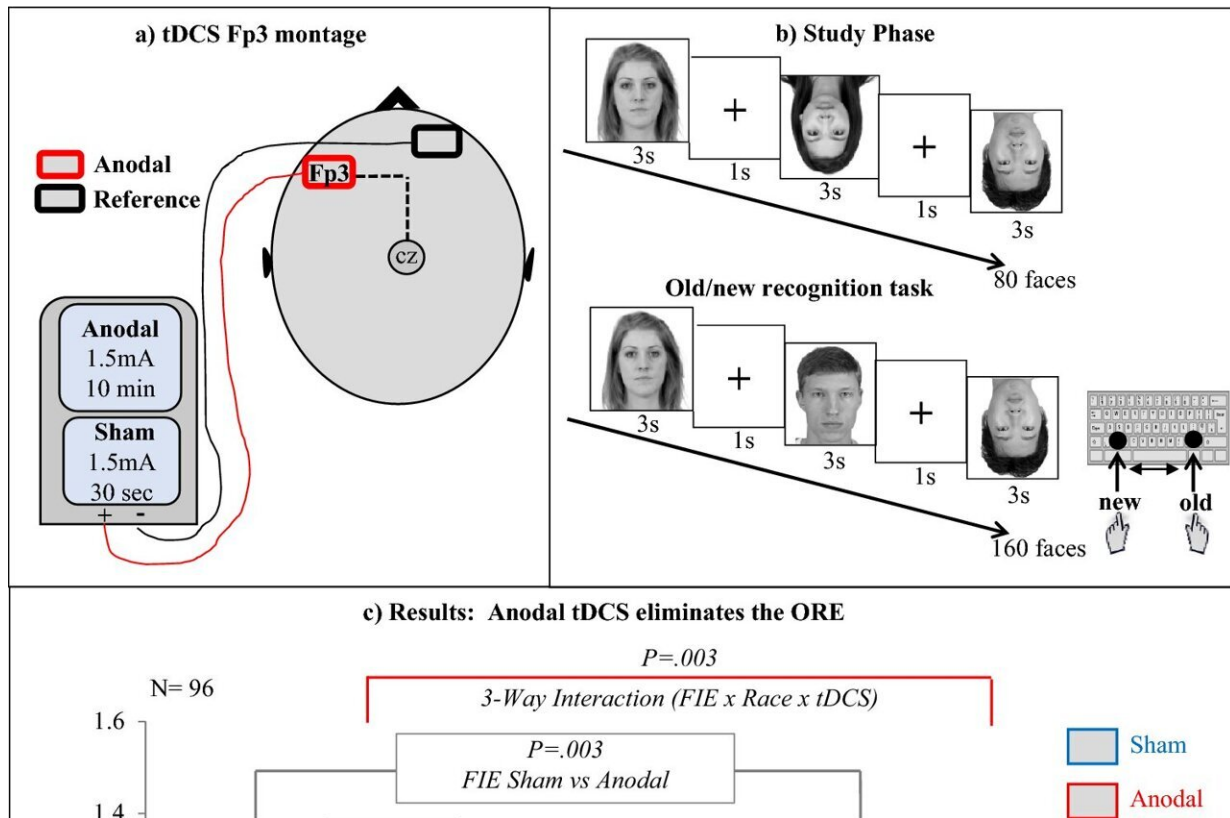 a) tDCS Fp3 montage
Anodal
Reference
Fp3
cz
Anodal
1.5mA
10 min
Sham
1.5mA
30 sec
+ -
b) Study Phase
+
+
3s
1s
3s
1s
3s
80 faces
Old/new recognition task
+
+
3s
1s
3s
1s
3s
160 faces
new old
c) Results: Anodal tDCS eliminates the ORE
P=.003
N= 96
3-Way Interaction (FIE x Race x tDCS)
1.6
P=.003
FIE Sham vs Anodal
Sham
Anodal
1.4